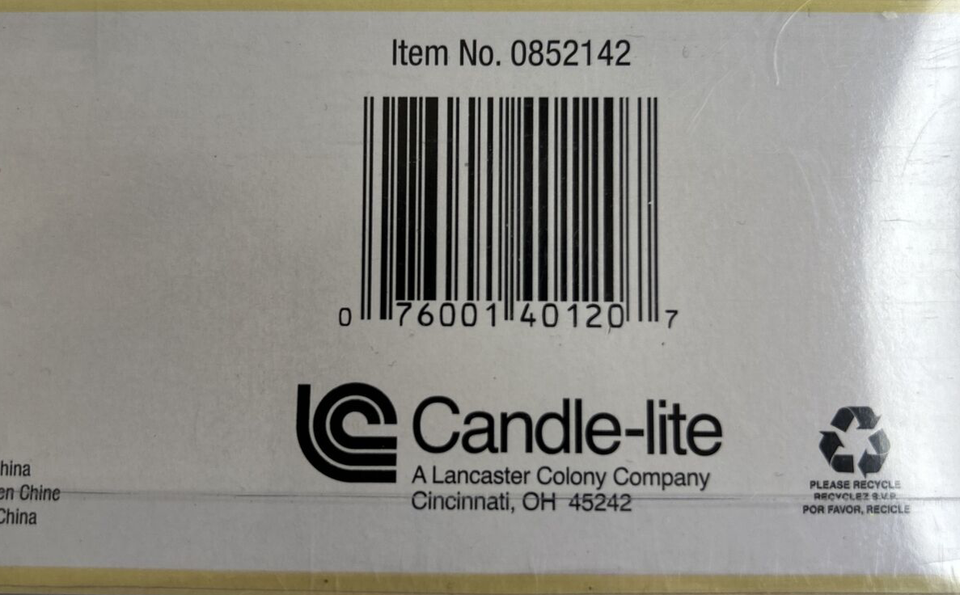 Item No. 0852142
0 76001 40120 7
Candle-lite
A Lancaster Colony Company
Cincinnati, OH 45242
hina
en Chine
China
PLEASE RECYCLE
RECYCLEZ S.V.P.
POR FAVOR, RECICLE